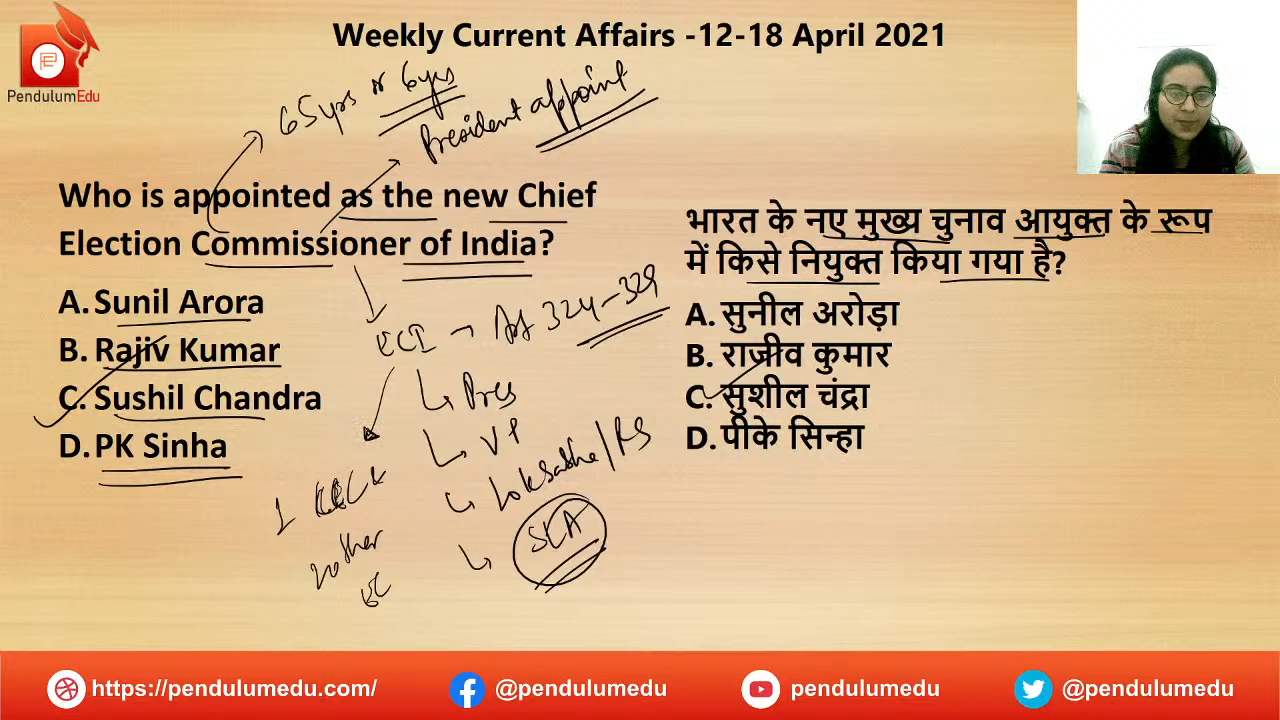 Weekly Current Affairs -12-18 April 2021
PE
PendulumEdu
65yrs or 6yrs
President appoint
Who is appointed as the new Chief
Election Commissioner of India?
A. Sunil Arora
B. Rajiv Kumar
C. Sushil Chandra
D. PK Sinha
ECI → Art 324-329
Pres
VP
Loksabha/RS
SLA
1
2 other
EC
भारत के नए मुख्य चुनाव आयुक्त के रूप
में किसे नियुक्त किया गया है?
A. सुनील अरोड़ा
B. राजीव कुमार
C. सुशील चंद्रा
D. पीके सिन्हा
https://pendulumedu.com/
@pendulumedu
pendulumedu
@pendulumedu